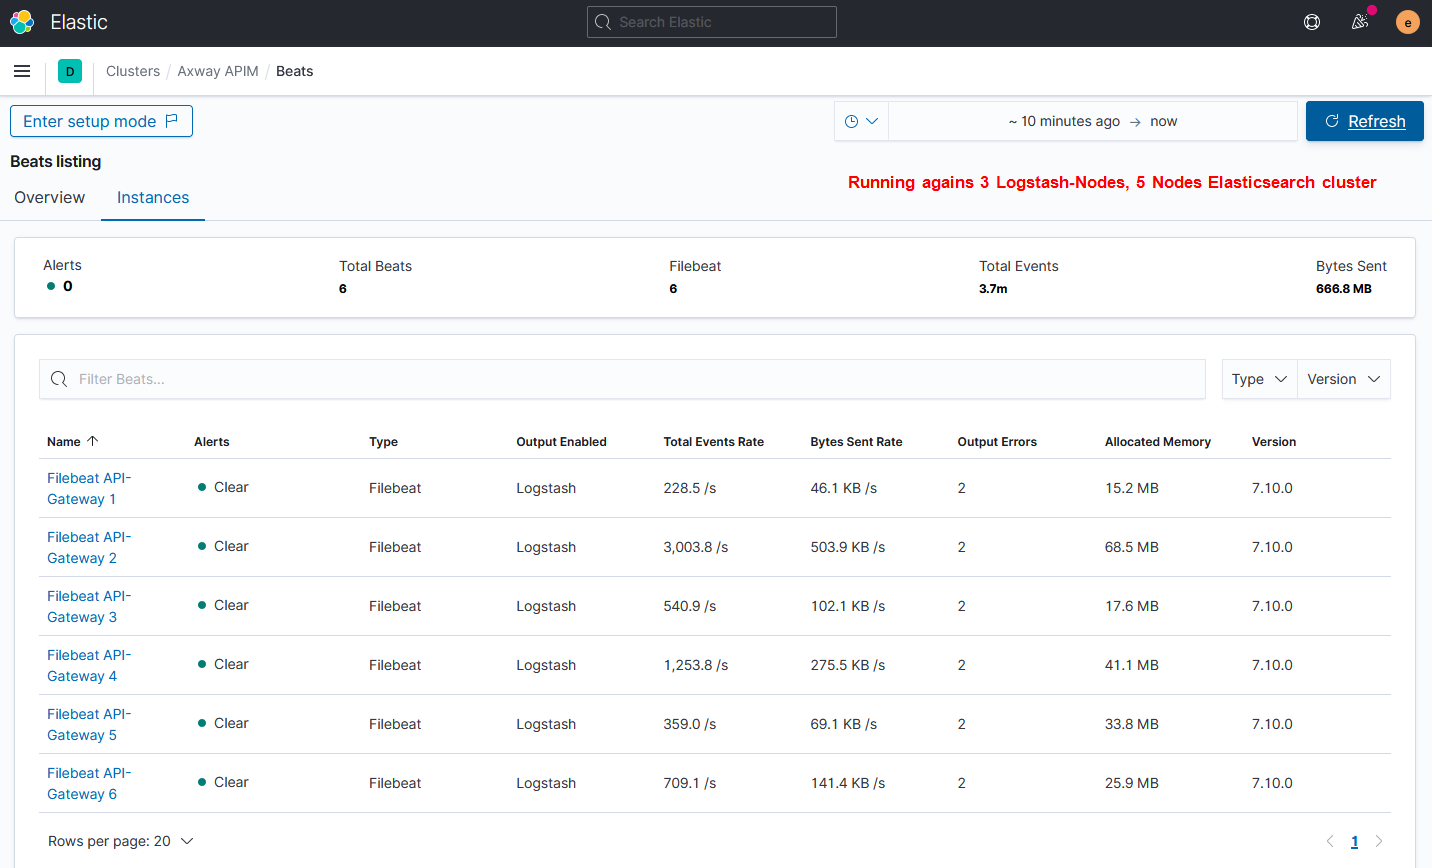 Elastic
Search Elastic
e
D
Clusters / Axway APIM / Beats
Enter setup mode
~ 10 minutes ago → now
Refresh
Beats listing
Running agains 3 Logstash-Nodes, 5 Nodes Elasticsearch cluster
Overview
Instances
Alerts
0
Total Beats
6
Filebeat
6
Total Events
3.7m
Bytes Sent
666.8 MB
Filter Beats...
Type
Version
Name ↑ Alerts Type Output Enabled Total Events Rate Bytes Sent Rate Output Errors Allocated Memory Version
Filebeat API-
Gateway 1
Clear Filebeat Logstash 228.5 /s 46.1 KB /s 2 15.2 MB 7.10.0
Filebeat API-
Gateway 2
Clear Filebeat Logstash 3,003.8 /s 503.9 KB /s 2 68.5 MB 7.10.0
Filebeat API-
Gateway 3
Clear Filebeat Logstash 540.9 /s 102.1 KB /s 2 17.6 MB 7.10.0
Filebeat API-
Gateway 4
Clear Filebeat Logstash 1,253.8 /s 275.5 KB /s 2 41.1 MB 7.10.0
Filebeat API-
Gateway 5
Clear Filebeat Logstash 359.0 /s 69.1 KB /s 2 33.8 MB 7.10.0
Filebeat API-
Gateway 6
Clear Filebeat Logstash 709.1 /s 141.4 KB /s 2 25.9 MB 7.10.0
Rows per page: 20
1